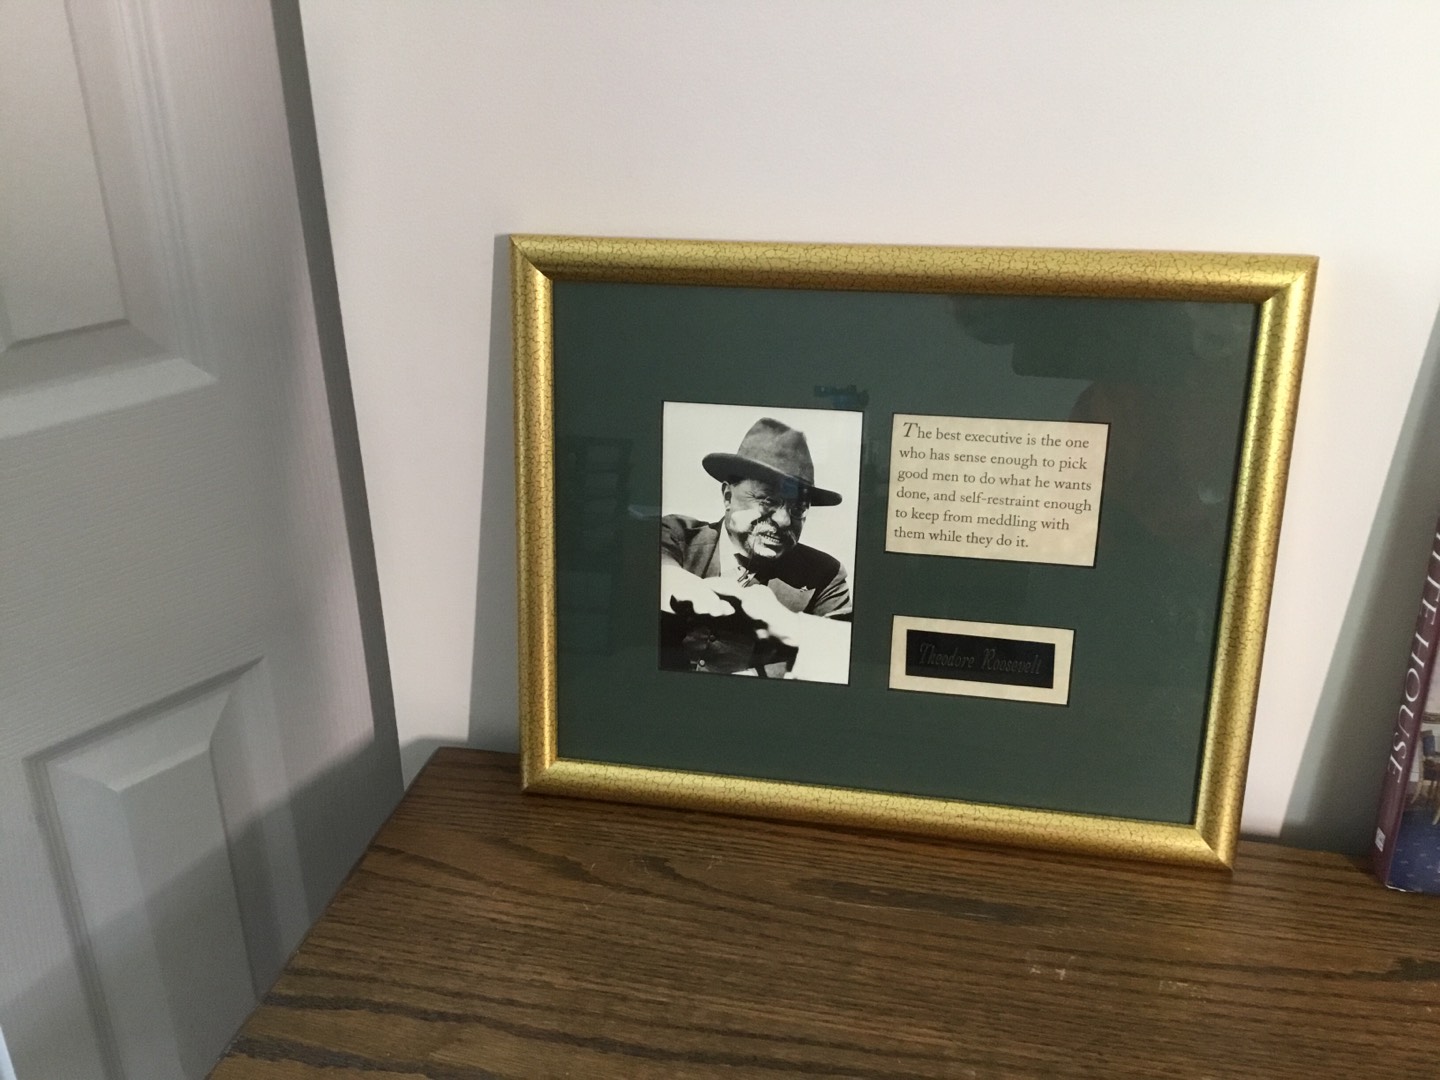 The best executive is the one
who has sense enough to pick
good men to do what he wants
done, and self-restraint enough
to keep from meddling with
them while they do it.
Theodore Roosevelt
HOUSE